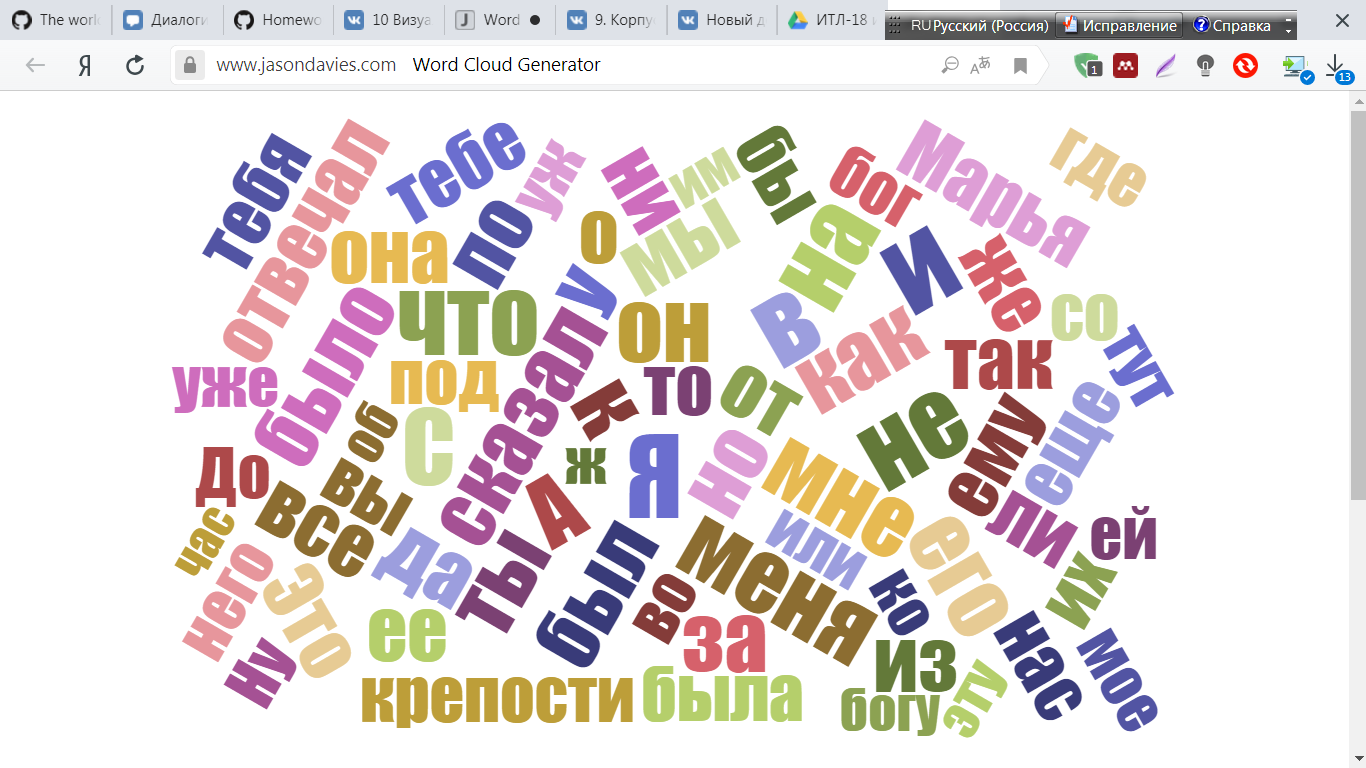 The worl
Диалоги
Homewo
10 Визуа
Word
9. Корпу
Новый д
ИТЛ-18 и
RU Русский (Россия)
Исправление
Справка
www.jasondavies.com Word Cloud Generator
1
13
тебя
отвечал
тебе
уж
ни
им
бы
бог
Марья
где
она
по
о
мы
на
И
же
что
у
он
в
со
было
сказал
как
тут
уже
под
к
то
от
так
об
с
ж
я
но
не
ему
еще
До
все
вы
А
мне
ли
ей
час
да
ты
был
меня
или
его
их
него
это
ее
во
за
ко
нас
мое
ну
крепости
была
из
богу
эту